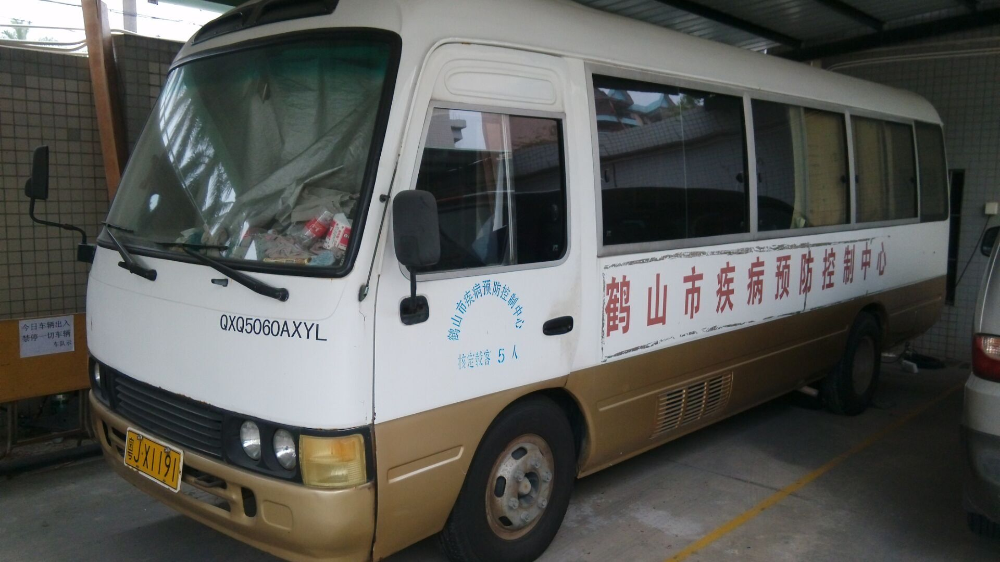 今日车辆出入
禁停一切车辆
车队示
QXQ5060AXYL
粤J·X1191
鹤山市疾病预防控制中心
核定载客 5 人
鹤山市疾病预防控制中心